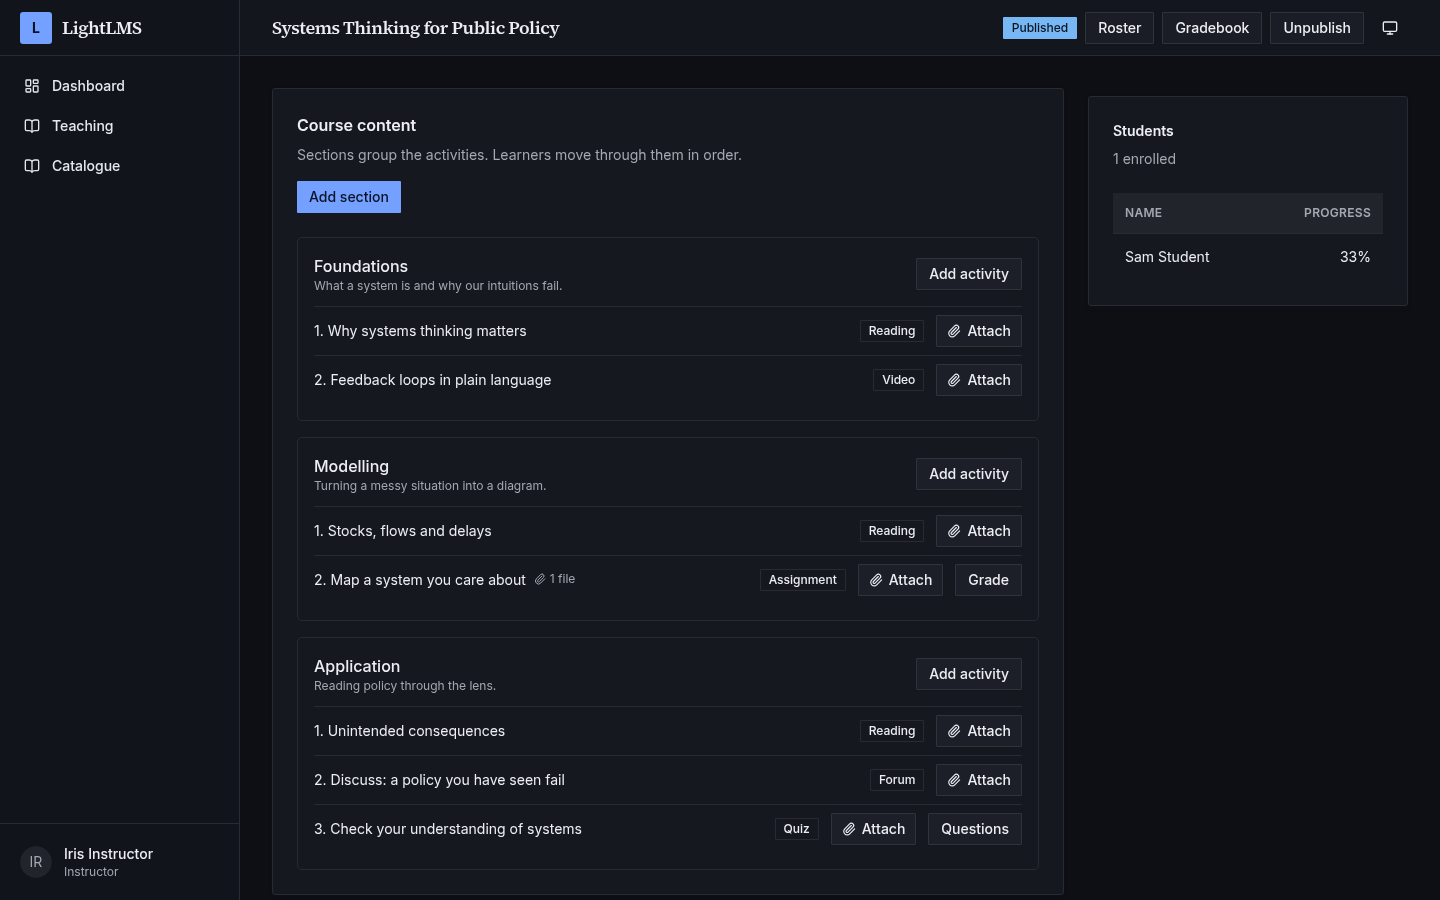 L LightLMS
Systems Thinking for Public Policy
Published Roster Gradebook Unpublish
Dashboard
Teaching
Catalogue
Course content
Sections group the activities. Learners move through them in order.
Add section
Foundations
What a system is and why our intuitions fail.
Add activity
1. Why systems thinking matters Reading Attach
2. Feedback loops in plain language Video Attach
Modelling
Turning a messy situation into a diagram.
Add activity
1. Stocks, flows and delays Reading Attach
2. Map a system you care about 1 file Assignment Attach Grade
Application
Reading policy through the lens.
Add activity
1. Unintended consequences Reading Attach
2. Discuss: a policy you have seen fail Forum Attach
3. Check your understanding of systems Quiz Attach Questions
Students
1 enrolled
NAME PROGRESS
Sam Student 33%
IR Iris Instructor
Instructor